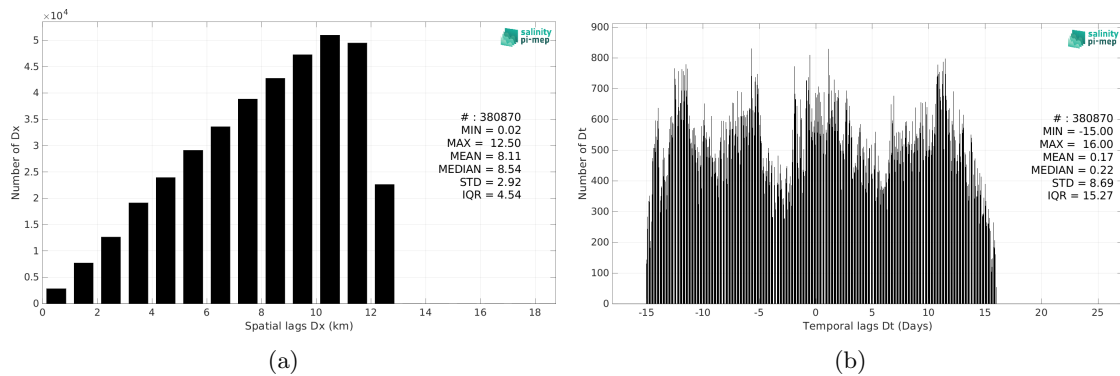 ×10⁴
5
4.5
4
3.5
3
2.5
2
1.5
1
0.5
0
Number of Dx
0 2 4 6 8 10 12 14 16 18
Spatial lags Dx (km)
salinity
pi-mep
# : 380870
MIN = 0.02
MAX = 12.50
MEAN = 8.11
MEDIAN = 8.54
STD = 2.92
IQR = 4.54
(a)
900
800
700
600
500
400
300
200
100
0
Number of Dt
-15 -10 -5 0 5 10 15 20 25
Temporal lags Dt (Days)
salinity
pi-mep
# : 380870
MIN = -15.00
MAX = 16.00
MEAN = 0.17
MEDIAN = 0.22
STD = 8.69
IQR = 15.27
(b)